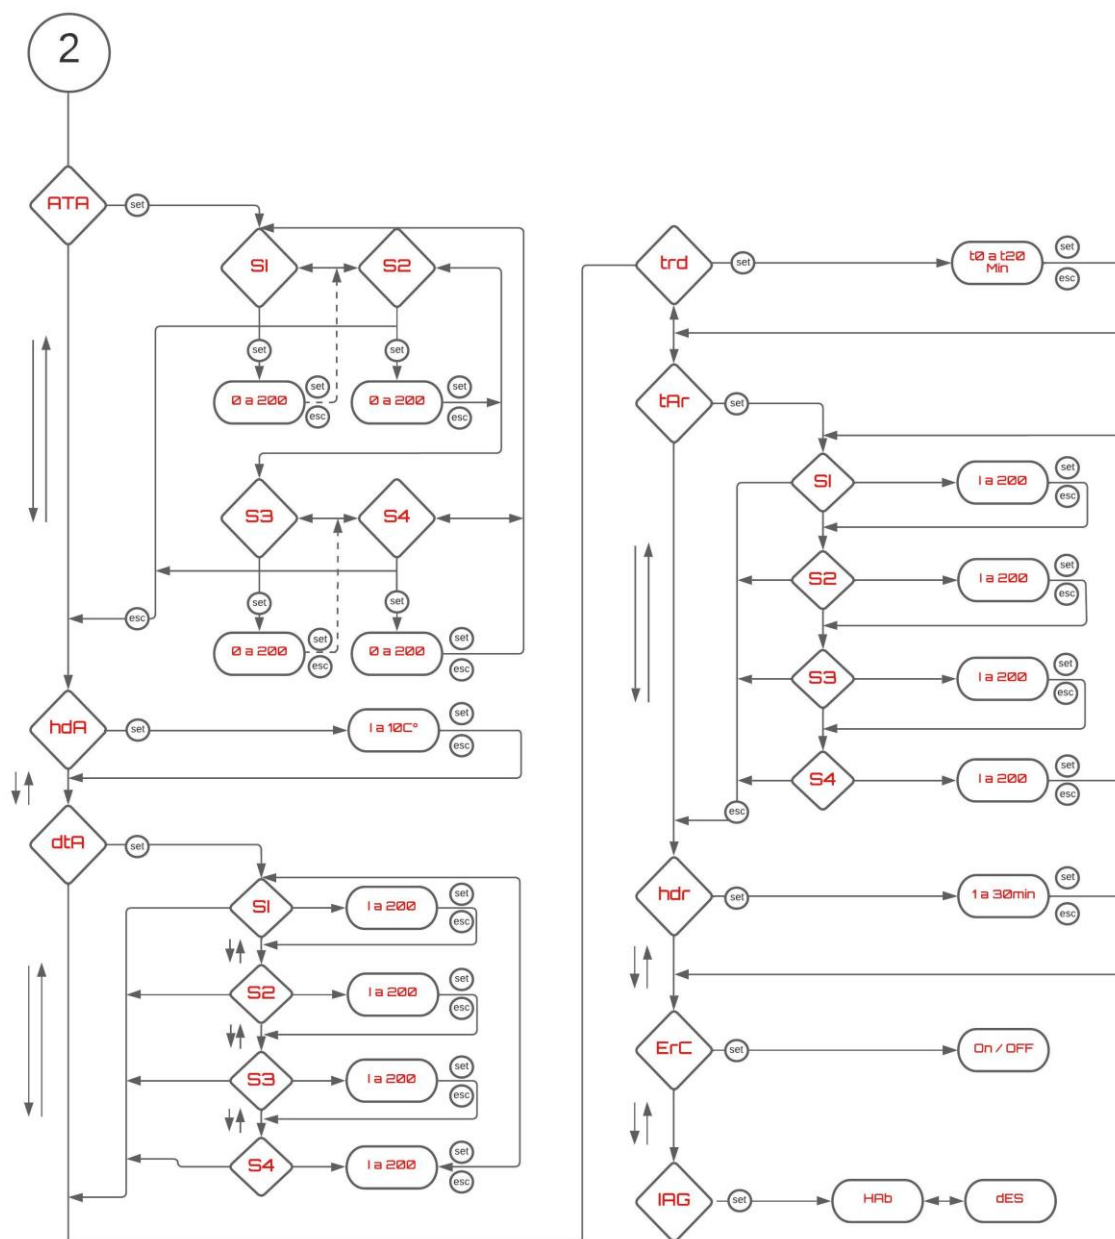 2
ATA
set
S1
S2
set
set
0 a 200
set
esc
0 a 200
set
esc
S3
S4
esc
set
set
0 a 200
set
esc
0 a 200
set
esc
hdA
set
1 a 10C°
set
esc
dtA
set
S1
1 a 200
set
esc
S2
1 a 200
set
esc
S3
1 a 200
set
esc
S4
1 a 200
set
esc
trd
set
t0 a t20
Min
set
esc
tAr
set
S1
1 a 200
set
esc
S2
1 a 200
set
esc
S3
1 a 200
set
esc
S4
1 a 200
set
esc
esc
hdr
set
1 a 30min
set
esc
ErC
set
On / OFF
IAG
set
HAb
dES